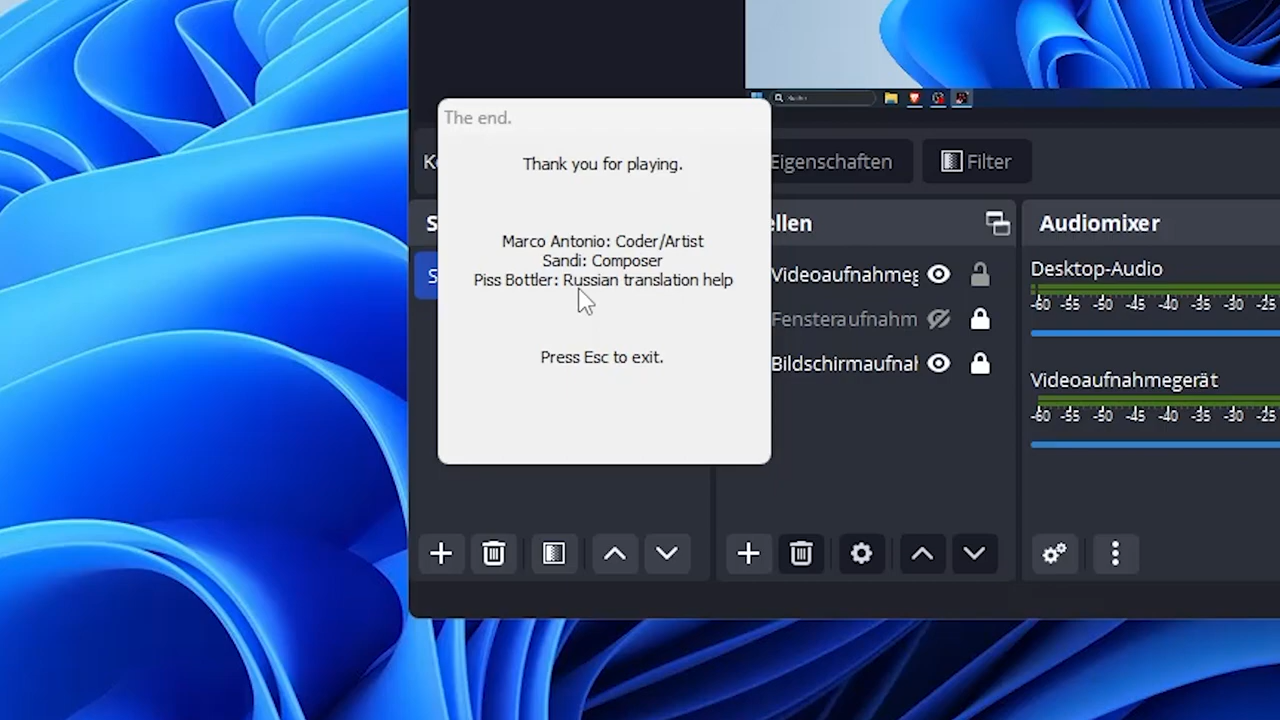 The end.
Thank you for playing.
Marco Antonio: Coder/Artist
Sandi: Composer
Piss Bottler: Russian translation help
Press Esc to exit.
Eigenschaften
Filter
ellen
Videoaufnahmeg
Fensteraufnahm
Bildschirmaufnah
Audiomixer
Desktop-Audio
-60 -55 -50 -45 -40 -35 -30 -25
Videoaufnahmegerät
-60 -55 -50 -45 -40 -35 -30 -25